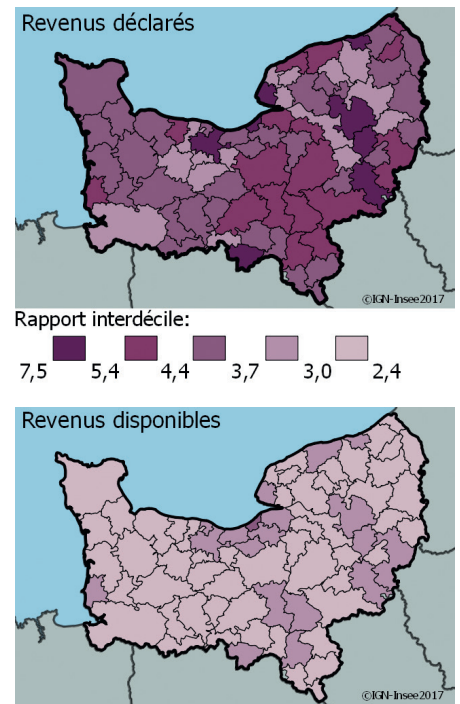 Revenus déclarés
©IGN-Insee2017
Rapport interdécile:
7,5 5,4 4,4 3,7 3,0 2,4
Revenus disponibles
©IGN-Insee2017